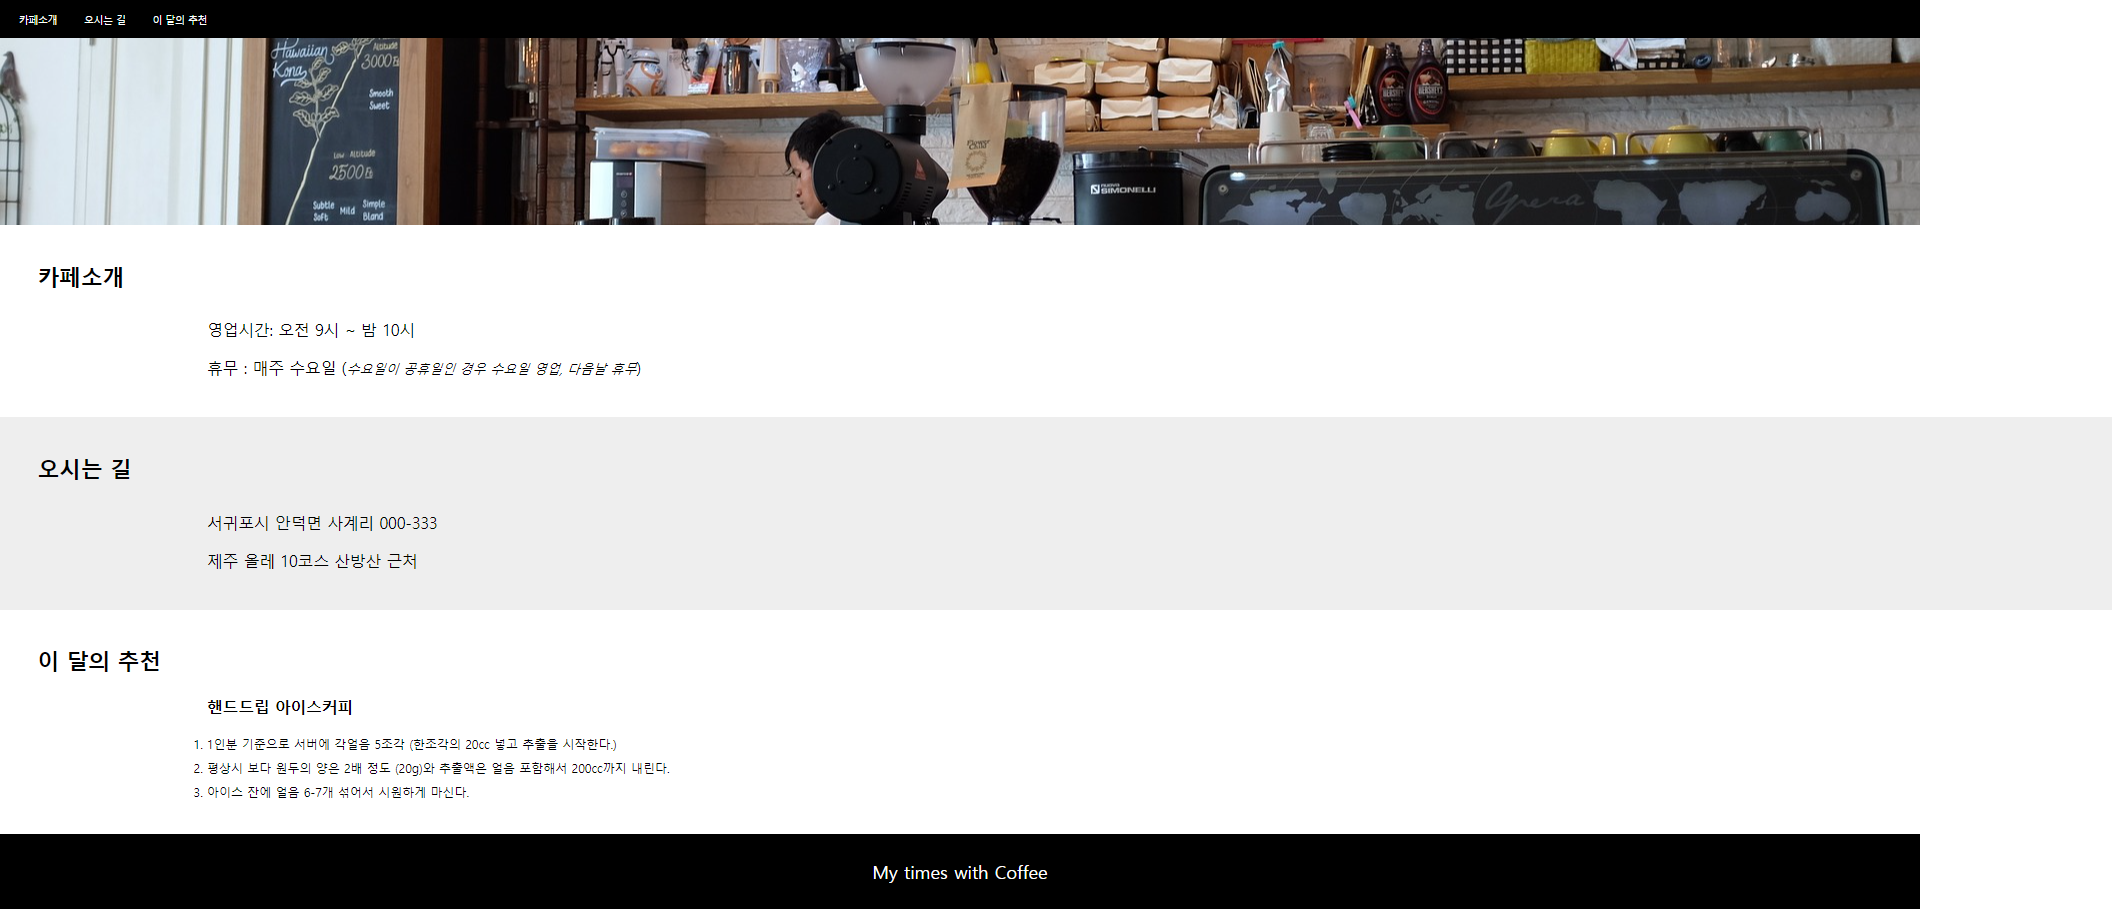 카페소개 오시는 길 이 달의 추천
Hawaiian
Kona
Altitude
3000
Smooth
Sweet
Low Altitude
2500
Subtle Mild Simple
Soft Bland
HERSHEY'S
HERSHEY'S
SIMONELLI
opera
카페소개
영업시간: 오전 9시 ~ 밤 10시
휴무 : 매주 수요일 (수요일이 공휴일인 경우 수요일 영업, 다음날 휴무)
오시는 길
서귀포시 안덕면 사계리 000-333
제주 올레 10코스 산방산 근처
이 달의 추천
핸드드립 아이스커피
1. 1인분 기준으로 서버에 각얼음 5조각 (한조각의 20cc 넣고 추출을 시작한다.)
2. 평상시 보다 원두의 양은 2배 정도 (20g)와 추출액은 얼음 포함해서 200cc까지 내린다.
3. 아이스 잔에 얼음 6-7개 섞어서 시원하게 마신다.
My times with Coffee